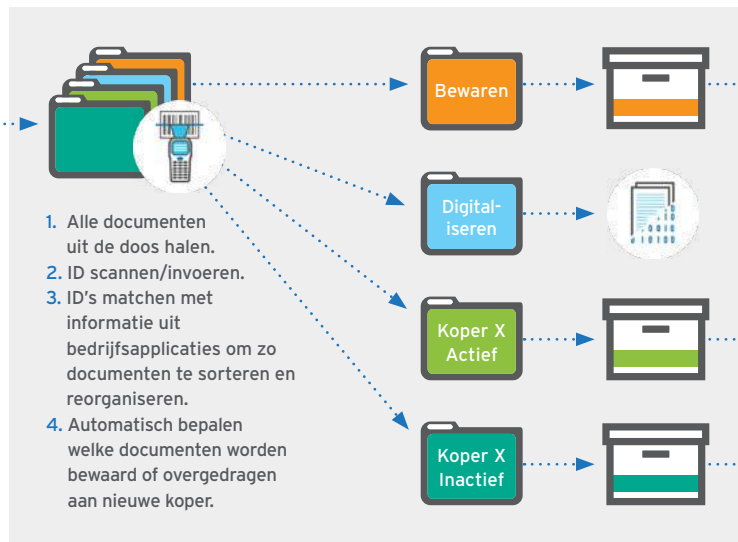 Bewaren
Digital-
iseren
1. Alle documenten
uit de doos halen.
2. ID scannen/invoeren.
3. ID's matchen met
informatie uit
bedrijfsapplicaties om zo
documenten te sorteren en
reorganiseren.
4. Automatisch bepalen
welke documenten worden
bewaard of overgedragen
aan nieuwe koper.
Koper X
Actief
Koper X
Inactief